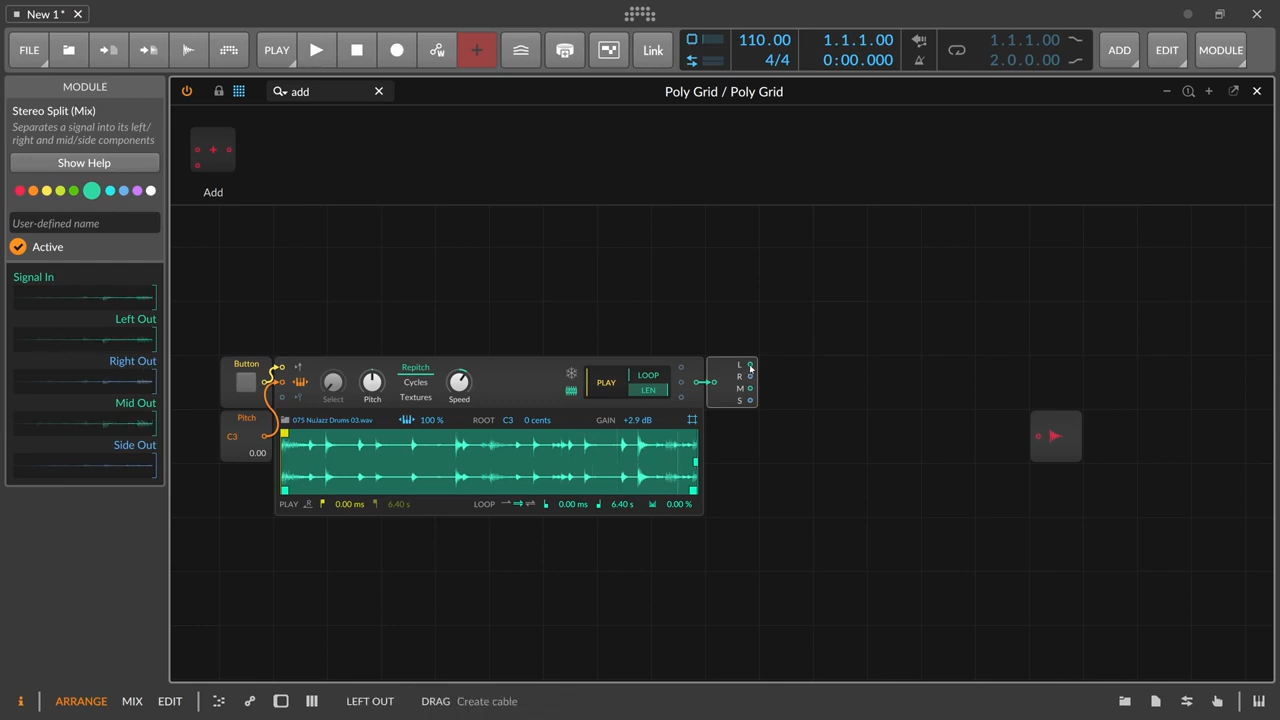 New 1*
FILE
PLAY
Link
110.00
4/4
1.1.1.00
0:00.000
1.1.1.00
2.0.0.00
ADD
EDIT
MODULE
MODULE
Stereo Split (Mix)
Separates a signal into its left/
right and mid/side components
Show Help
User-defined name
Active
Signal In
Left Out
Right Out
Mid Out
Side Out
add
Poly Grid / Poly Grid
Add
Button
Select
Pitch
Repitch
Cycles
Textures
Speed
PLAY
LOOP
LEN
L
R
M
S
Pitch
C3
0.00
075 NuJazz Drums 03.wav
100 %
ROOT
C3
0 cents
GAIN
+2.9 dB
PLAY
0.00 ms
6.40 s
LOOP
0.00 ms
6.40 s
0.00 %
i
ARRANGE
MIX
EDIT
LEFT OUT
DRAG
Create cable